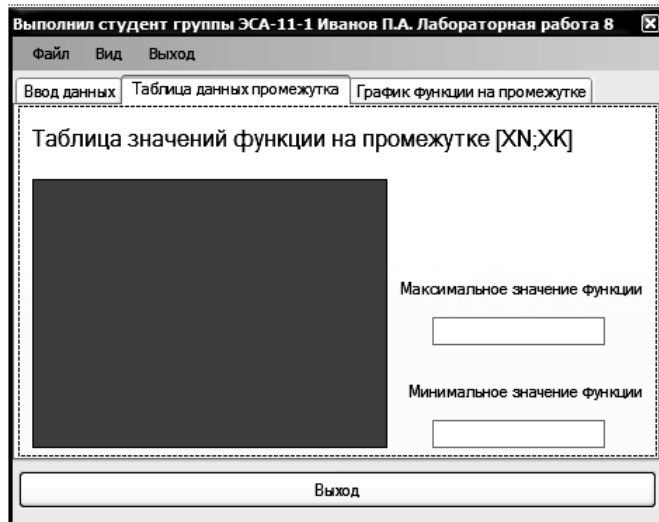 Выполнил студент группы ЭСА-11-1 Иванов П.А. Лабораторная работа 8
Файл Вид Выход
Ввод данных Таблица данных промежутка График функции на промежутке
Таблица значений функции на промежутке [XN;XK]
Максимальное значение функции
Минимальное значение функции
Выход